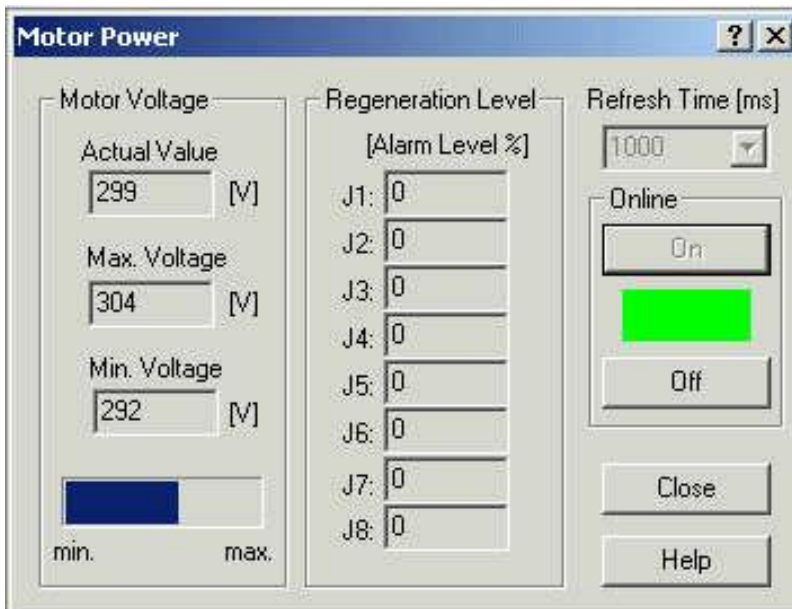 Motor Power
Motor Voltage
Actual Value
299 [V]
Max. Voltage
304 [V]
Min. Voltage
292 [V]
min. max.
Regeneration Level
[Alarm Level %]
J1: 0
J2: 0
J3: 0
J4: 0
J5: 0
J6: 0
J7: 0
J8: 0
Refresh Time [ms]
1000
Online
On
Off
Close
Help